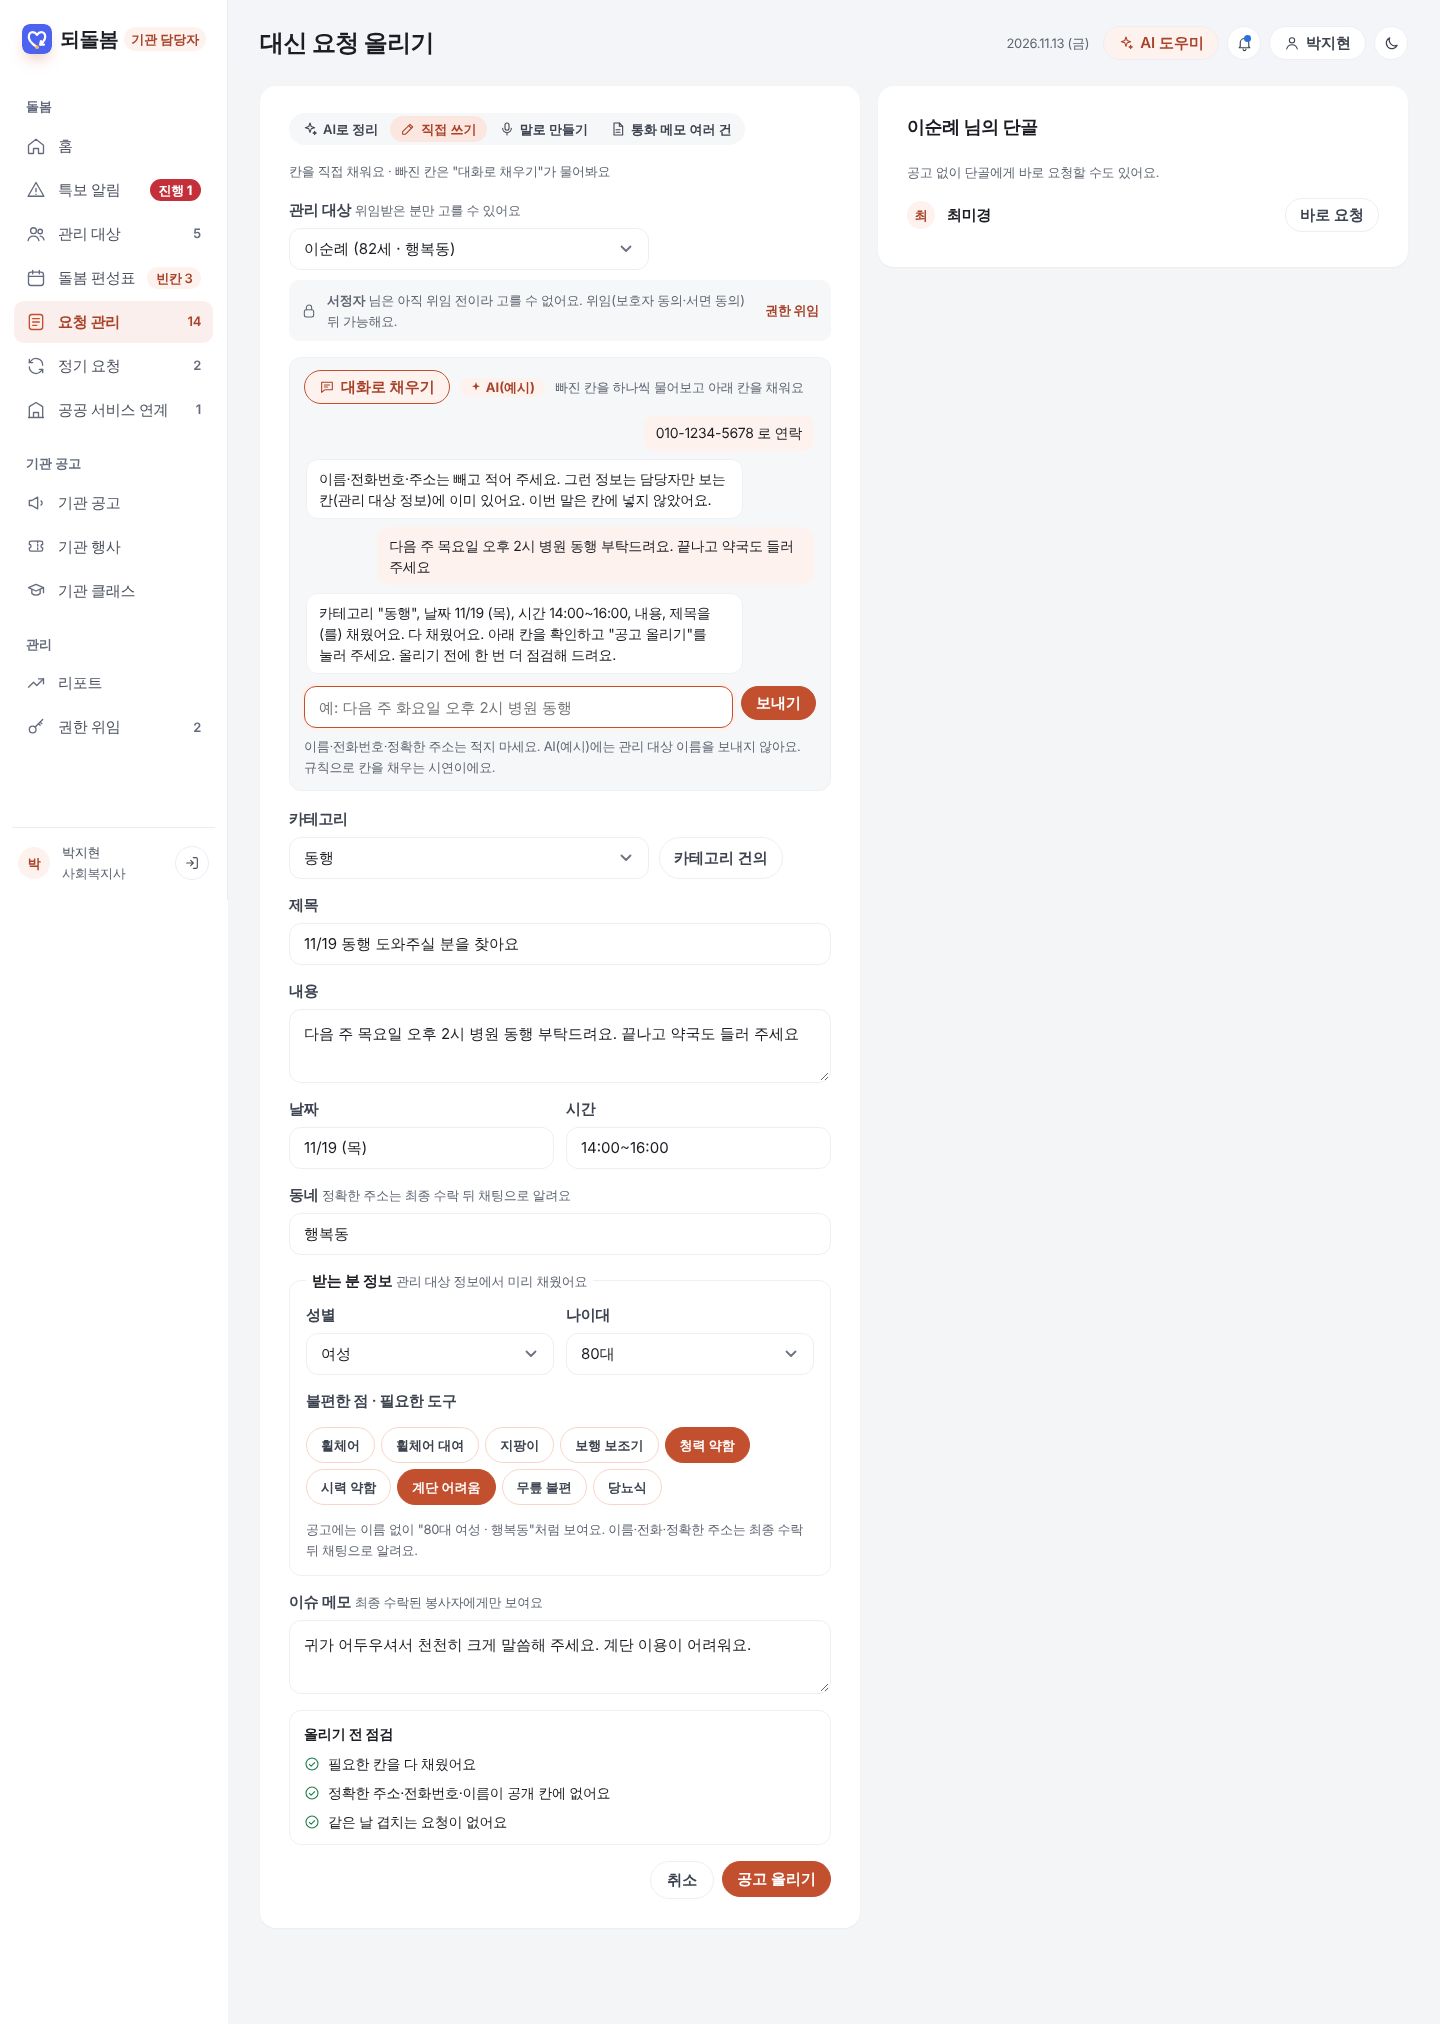 되돌봄 기관 담당자
돌봄
홈
특보 알림 진행 1
관리 대상 5
돌봄 편성표 빈칸 3
요청 관리 14
정기 요청 2
공공 서비스 연계 1
기관 공고
기관 공고
기관 행사
기관 클래스
관리
리포트
권한 위임 2
박 박지현
사회복지사
대신 요청 올리기
2026.11.13 (금) AI 도우미 박지현
AI로 정리 직접 쓰기 말로 만들기 통화 메모 여러 건
칸을 직접 채워요 · 빠진 칸은 "대화로 채우기"가 물어봐요
관리 대상 위임받은 분만 고를 수 있어요
이순례 (82세 · 행복동)
서정자 님은 아직 위임 전이라 고를 수 없어요. 위임(보호자 동의·서면 동의)
뒤 가능해요.
권한 위임
대화로 채우기 AI(예시) 빠진 칸을 하나씩 물어보고 아래 칸을 채워요
010-1234-5678 로 연락
이름·전화번호·주소는 빼고 적어 주세요. 그런 정보는 담당자만 보는
칸(관리 대상 정보)에 이미 있어요. 이번 말은 칸에 넣지 않았어요.
다음 주 목요일 오후 2시 병원 동행 부탁드려요. 끝나고 약국도 들러
주세요
카테고리 "동행", 날짜 11/19 (목), 시간 14:00~16:00, 내용, 제목을
(를) 채웠어요. 다 채웠어요. 아래 칸을 확인하고 "공고 올리기"를
눌러 주세요. 올리기 전에 한 번 더 점검해 드려요.
예: 다음 주 화요일 오후 2시 병원 동행 보내기
이름·전화번호·정확한 주소는 적지 마세요. AI(예시)에는 관리 대상 이름을 보내지 않아요.
규칙으로 칸을 채우는 시연이에요.
카테고리
동행 카테고리 건의
제목
11/19 동행 도와주실 분을 찾아요
내용
다음 주 목요일 오후 2시 병원 동행 부탁드려요. 끝나고 약국도 들러 주세요
날짜 시간
11/19 (목) 14:00~16:00
동네 정확한 주소는 최종 수락 뒤 채팅으로 알려요
행복동
받는 분 정보 관리 대상 정보에서 미리 채웠어요
성별 나이대
여성 80대
불편한 점 · 필요한 도구
휠체어 휠체어 대여 지팡이 보행 보조기 청력 약함
시력 약함 계단 어려움 무릎 불편 당뇨식
공고에는 이름 없이 "80대 여성 · 행복동"처럼 보여요. 이름·전화·정확한 주소는 최종 수락
뒤 채팅으로 알려요.
이슈 메모 최종 수락된 봉사자에게만 보여요
귀가 어두우셔서 천천히 크게 말씀해 주세요. 계단 이용이 어려워요.
올리기 전 점검
필요한 칸을 다 채웠어요
정확한 주소·전화번호·이름이 공개 칸에 없어요
같은 날 겹치는 요청이 없어요
취소 공고 올리기
이순례 님의 단골
공고 없이 단골에게 바로 요청할 수도 있어요.
최 최미경 바로 요청